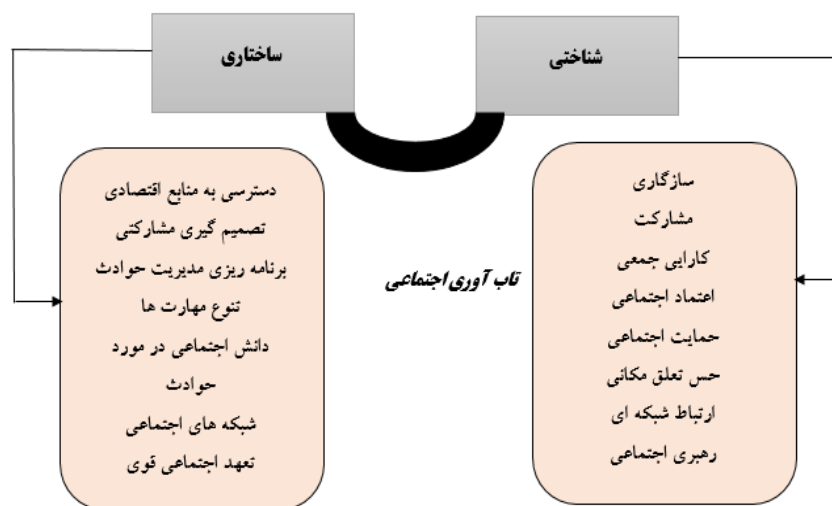 شناختی
ساختاری
سازگاری
مشارکت
کارایی جمعی
اعتماد اجتماعی
حمایت اجتماعی
حس تعلق مکانی
ارتباط شبکه ای
رهبری اجتماعی
تاب آوری اجتماعی
دسترسی به منابع اقتصادی
تصمیم گیری مشارکتی
برنامه ریزی مدیریت حوادث
تنوع مهارت ها
دانش اجتماعی در مورد
حوادث
شبکه های اجتماعی
تعهد اجتماعی قوی